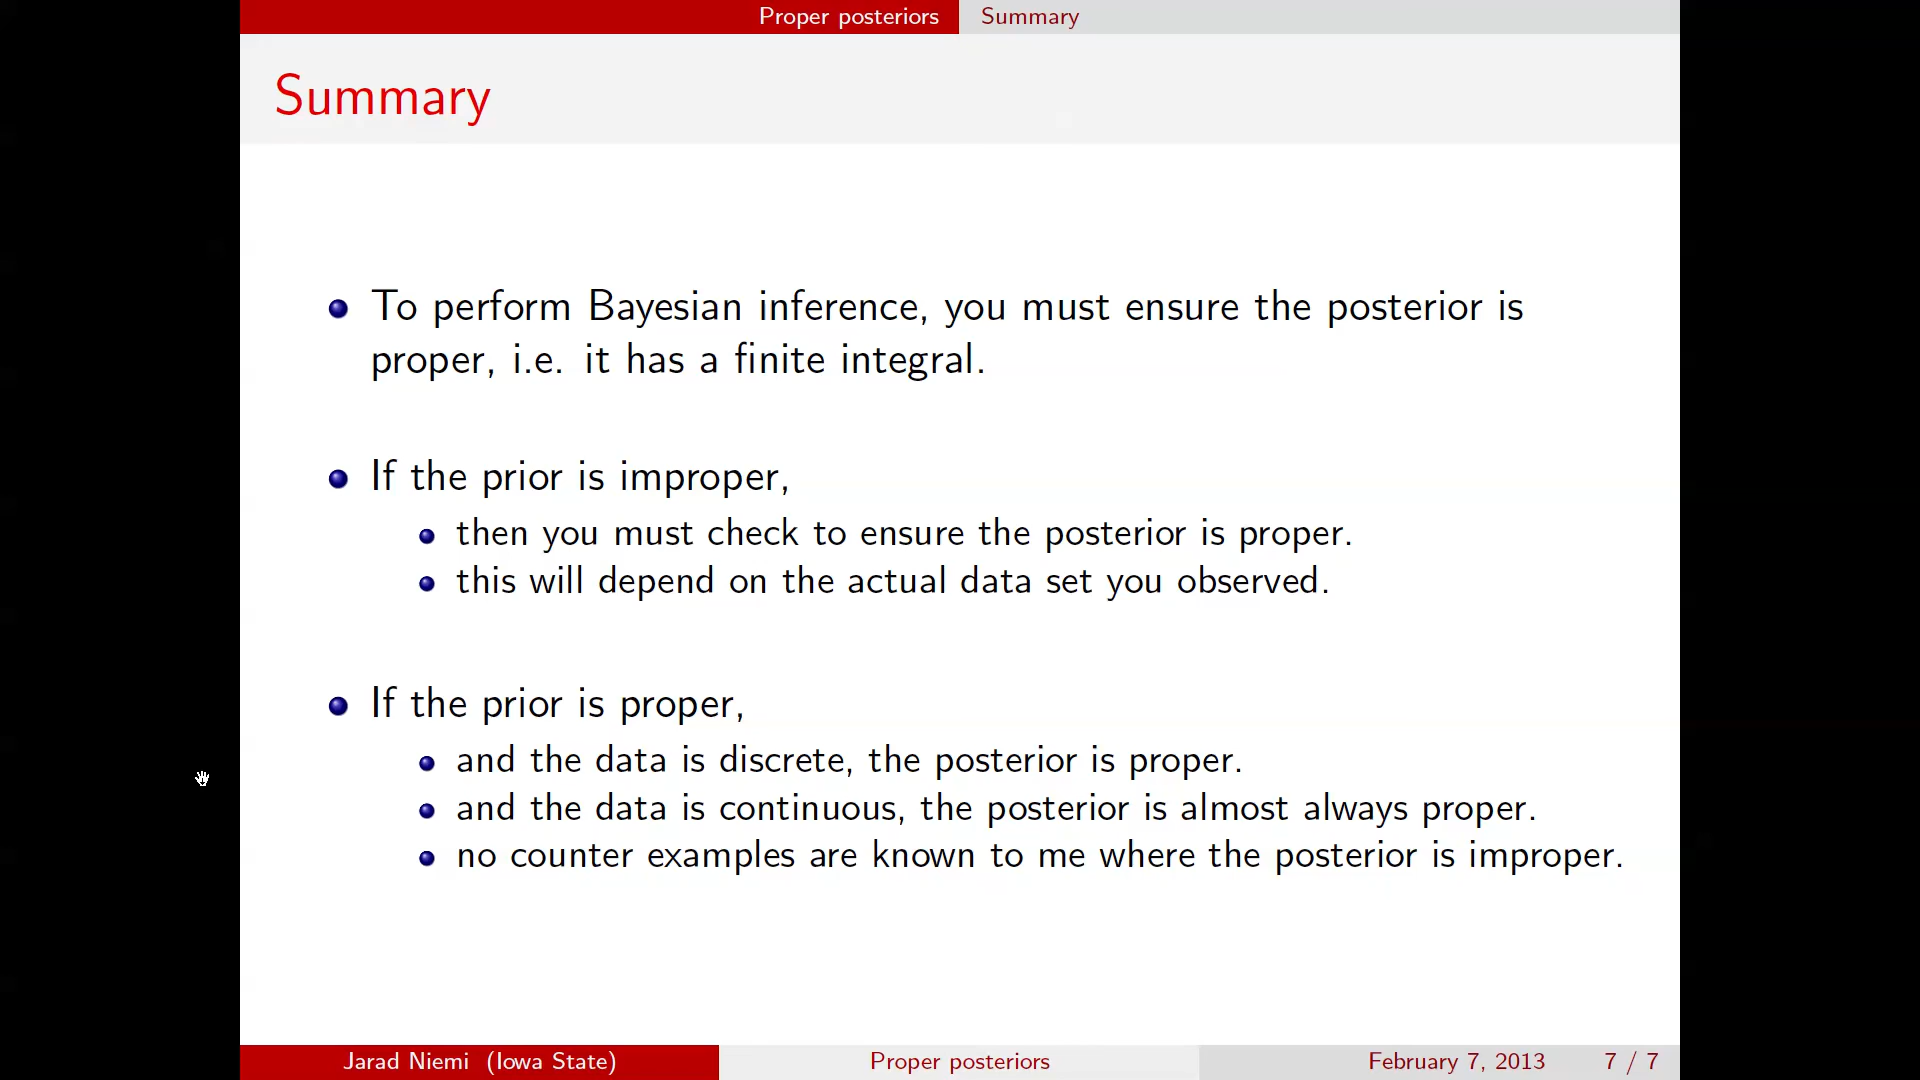 Proper posteriors Summary
Summary
To perform Bayesian inference, you must ensure the posterior is
proper, i.e. it has a finite integral.
If the prior is improper,
then you must check to ensure the posterior is proper.
this will depend on the actual data set you observed.
If the prior is proper,
and the data is discrete, the posterior is proper.
and the data is continuous, the posterior is almost always proper.
no counter examples are known to me where the posterior is improper.
Jarad Niemi (Iowa State) Proper posteriors February 7, 2013 7 / 7